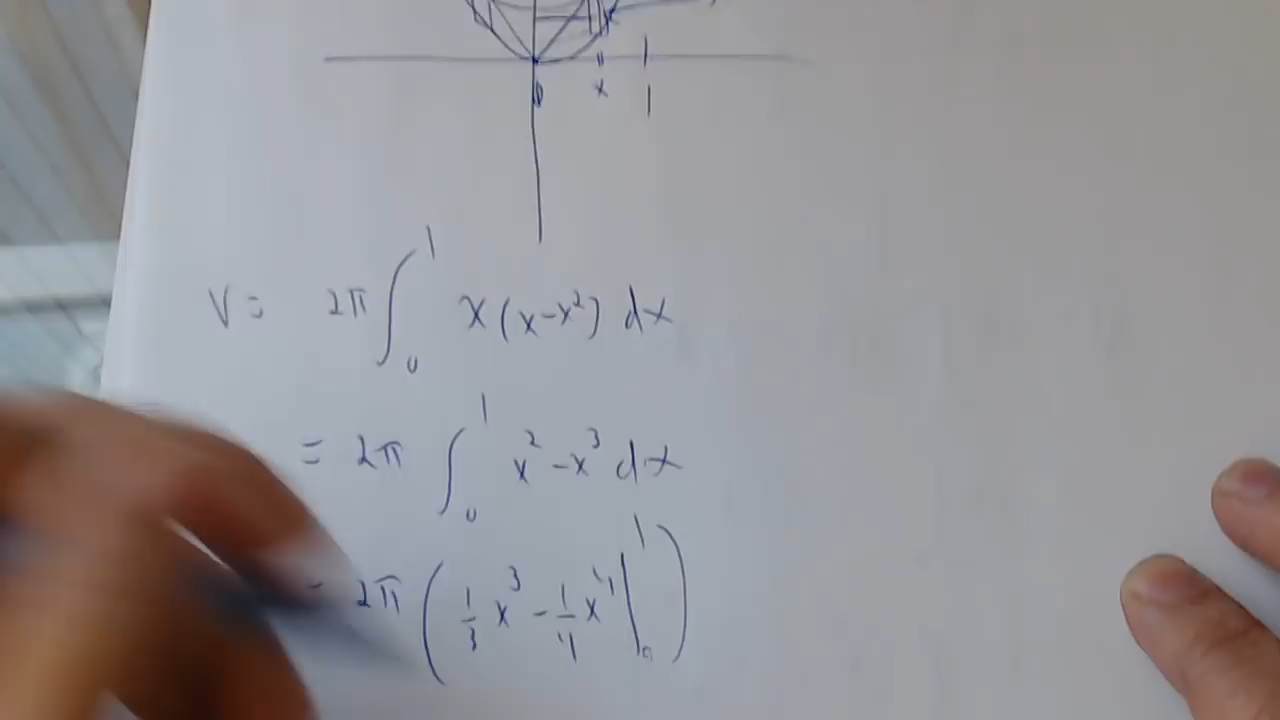 0 x 1
V = 2π ∫₀¹ x(x-x²) dx
= 2π ∫₀¹ x²-x³ dx
= 2π (1/3 x³ - 1/4 x⁴ |₀¹)